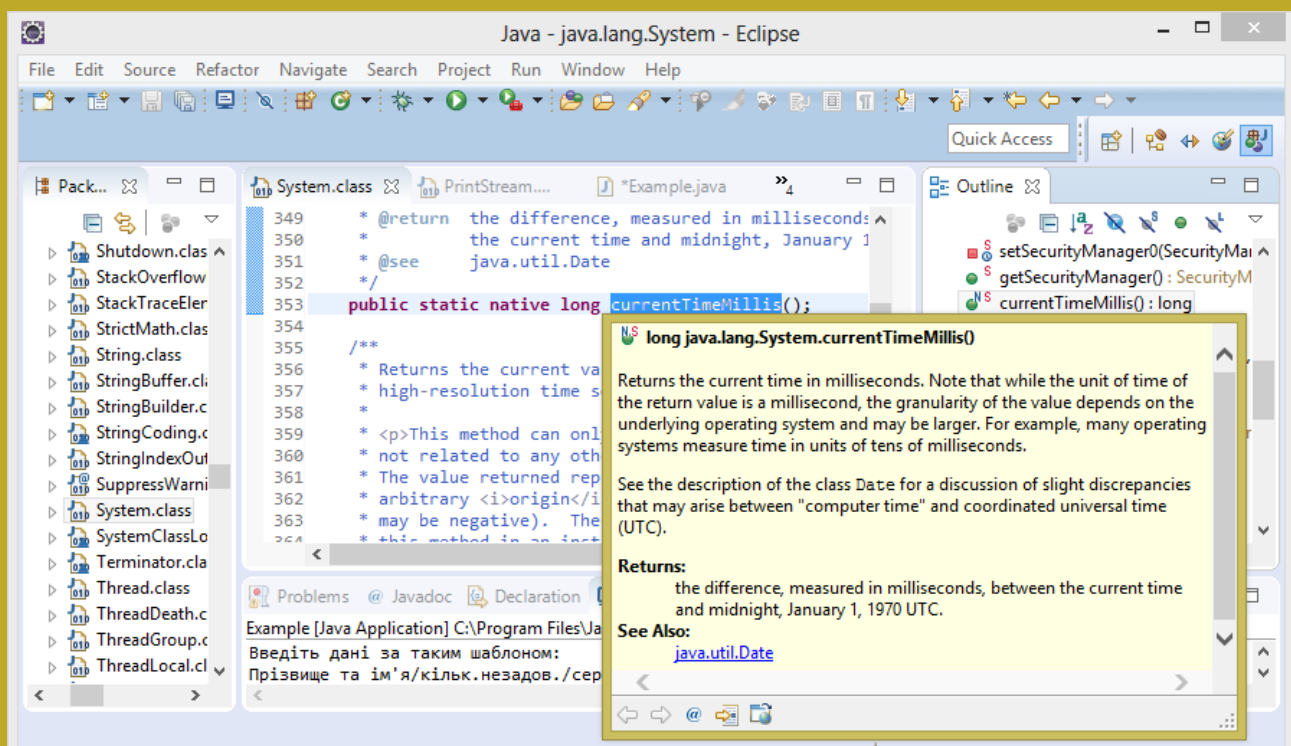 Java - java.lang.System - Eclipse
File Edit Source Refactor Navigate Search Project Run Window Help
Quick Access
Pack...
Shutdown.clas
StackOverflow
StackTraceEler
StrictMath.clas
String.class
StringBuffer.cl
StringBuilder.c
StringCoding.c
StringIndexOut
SuppressWarni
System.class
SystemClassLo
Terminator.cla
Thread.class
ThreadDeath.c
ThreadGroup.c
ThreadLocal.cl
System.class PrintStream.... *Example.java »4
349 * @return the difference, measured in milliseconds
350 * the current time and midnight, January 1
351 * @see java.util.Date
352 */
353 public static native long currentTimeMillis();
354
355 /**
356 * Returns the current va
357 * high-resolution time s
358 *
359 * <p>This method can onl
360 * not related to any oth
361 * The value returned rep
362 * arbitrary <i>origin</i
363 * may be negative). The
364 * this method in an inst
Outline
setSecurityManager0(SecurityMa
getSecurityManager() : SecurityM
currentTimeMillis() : long
long java.lang.System.currentTimeMillis()
Returns the current time in milliseconds. Note that while the unit of time of
the return value is a millisecond, the granularity of the value depends on the
underlying operating system and may be larger. For example, many operating
systems measure time in units of tens of milliseconds.
See the description of the class Date for a discussion of slight discrepancies
that may arise between "computer time" and coordinated universal time
(UTC).
Returns:
the difference, measured in milliseconds, between the current time
and midnight, January 1, 1970 UTC.
See Also:
java.util.Date
Problems @ Javadoc Declaration
Example [Java Application] C:\Program Files\Ja
Введіть дані за таким шаблоном:
Прізвище та ім'я/кільк.незадов./сер